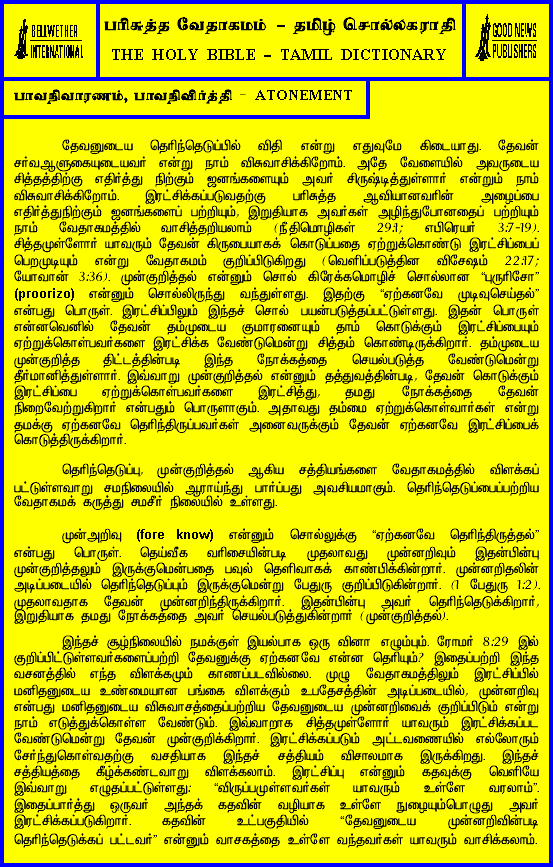 BELLWETHER
INTERNATIONAL
பரிசுத்த வேதாகமம் – தமிழ் சொல்லகராதி
THE HOLY BIBLE – TAMIL DICTIONARY
GOOD NEWS
PUBLISHERS
பாவநிவாரணம், பாவநிவிர்த்தி – ATONEMENT
தேவனுடைய தெரிந்தெடுப்பில் விதி என்று எதுவுமே கிடையாது. தேவன்
சர்வஆளுகையுடையவர் என்று நாம் விசுவாசிக்கிறோம். அதே வேளையில் அவருடைய
சித்தத்திற்கு எதிர்த்து நிற்கும் ஜனங்களையும் அவர் சிருஷ்டித்துள்ளார் என்றும் நாம்
விசுவாசிக்கிறோம். இரட்சிக்கப்படுவதற்கு பரிசுத்த ஆவியானவரின் அழைப்பை
எதிர்த்துநிற்கும் ஜனங்களைப் பற்றியும், இறுதியாக அவர்கள் அழிந்துபோனதைப் பற்றியும்
நாம் வேதாகமத்தில் வாசித்தறியலாம் (நீதிமொழிகள் 29:1; எபிரெயர் 3:7-19).
சித்தமுள்ளோர் யாவரும் தேவன் கிருபையாகக் கொடுப்பதை ஏற்றுக்கொண்டு இரட்சிப்பைப்
பெறமுடியும் என்று வேதாகமம் குறிப்பிடுகிறது (வெளிப்படுத்தின விசேஷம் 22:17;
யோவான் 3:36). முன்குறித்தல் என்னும் சொல் கிரேக்கமொழிச் சொல்லான “புருரிசோ”
(proorizo) என்னும் சொல்லிருந்து வந்துள்ளது. இதற்கு “ஏற்கனவே முடிவுசெய்தல்”
என்பது பொருள். இரட்சிப்பிலும் இந்தச் சொல் பயன்படுத்தப்பட்டுள்ளது. இதன் பொருள்
என்னவெனில் தேவன் தம்முடைய குமாரனையும் தாம் கொடுக்கும் இரட்சிப்பையும்
ஏற்றுக்கொள்பவர்களை இரட்சிக்க வேண்டுமென்று சித்தம் கொண்டிருக்கிறார். தம்முடைய
முன்குறித்த திட்டத்தின்படி இந்த நோக்கத்தை செயல்படுத்த வேண்டுமென்று
தீர்மானித்துள்ளார். இவ்வாறு முன்குறித்தல் என்னும் தத்துவத்தின்படி, தேவன் கொடுக்கும்
இரட்சிப்பை ஏற்றுக்கொள்பவர்களை இரட்சித்து, தமது நோக்கத்தை தேவன்
நிறைவேற்றுகிறார் என்பதும் பொருளாகும். அதாவது தம்மை ஏற்றுக்கொள்வார்கள் என்று
தமக்கு ஏற்கனவே தெரிந்திருப்பவர்கள் அனைவருக்கும் தேவன் ஏற்கனவே இரட்சிப்பைக்
கொடுத்திருக்கிறார்.
தெரிந்தெடுப்பு, முன்குறித்தல் ஆகிய சத்தியங்களை வேதாகமத்தில் விளக்கப்
பட்டுள்ளவாறு சமநிலையில் ஆராய்ந்து பார்ப்பது அவசியமாகும். தெரிந்தெடுப்பைப்பற்றிய
வேதாகமக் கருத்து சமசீர் நிலையில் உள்ளது.
முன்அறிவு (fore know) என்னும் சொல்லுக்கு “ஏற்கனவே தெரிந்திருத்தல்”
என்பது பொருள். தெய்வீக வரிசையின்படி முதலாவது முன்னறிவும் இதன்பின்பு
முன்குறித்தலும் இருக்குமென்பதை பவுல் தெளிவாகக் காண்பிக்கின்றார். முன்னறிதலின்
அடிப்படையில் தெரிந்தெடுப்பும் இருக்குமென்று பேதுரு குறிப்பிடுகின்றார். (1 பேதுரு 1:2).
முதலாவதாக தேவன் முன்னறிந்திருக்கிறார். இதன்பின்பு அவர் தெரிந்தெடுக்கிறார்,
இறுதியாக தமது நோக்கத்தை அவர் செயல்படுத்துகின்றார் (முன்குறித்தல்).
இந்தச் சூழ்நிலையில் நமக்குள் இயல்பாக ஒரு வினா எழும்பும். ரோமர் 8:29 இல்
குறிப்பிட்டுள்ளவர்களைப்பற்றி தேவனுக்கு ஏற்கனவே என்ன தெரியும்? இதைப்பற்றி இந்த
வசனத்தில் எந்த விளக்கமும் காணப்படவில்லை. முழு வேதாகமத்திலும் இரட்சிப்பில்
மனிதனுடைய உண்மையான பங்கை விளக்கும் உபதேசத்தின் அடிப்படையில், முன்னறிவு
என்பது மனிதனுடைய விசுவாசத்தைப்பற்றிய தேவனுடைய முன்னறிவைக் குறிப்பிடும் என்று
நாம் எடுத்துக்கொள்ள வேண்டும். இவ்வாறாக சித்தமுள்ளோர் யாவரும் இரட்சிக்கப்பட
வேண்டுமென்று தேவன் முன்குறிக்கிறார். இரட்சிக்கப்படும் அட்டவணையில் எல்லோரும்
சேர்ந்துகொள்வதற்கு வசதியாக இந்தச் சத்தியம் விசாலமாக இருக்கிறது. இந்தச்
சத்தியத்தை கீழ்க்கண்டவாறு விளக்கலாம். இரட்சிப்பு என்னும் கதவுக்கு வெளியே
இவ்வாறு எழுதப்பட்டுள்ளது: “விருப்பமுள்ளவர்கள் யாவரும் உள்ளே வரலாம்”.
இதைப்பார்த்து ஒருவர் அந்தக் கதவின் வழியாக உள்ளே நுழையும்பொழுது அவர்
இரட்சிக்கப்படுகிறார். கதவின் உட்பகுதியில் “தேவனுடைய முன்னறிவின்படி
தெரிந்தெடுக்கப் பட்டவர்” என்னும் வாசகத்தை உள்ளே வந்தவர்கள் யாவரும் வாசிக்கலாம்.